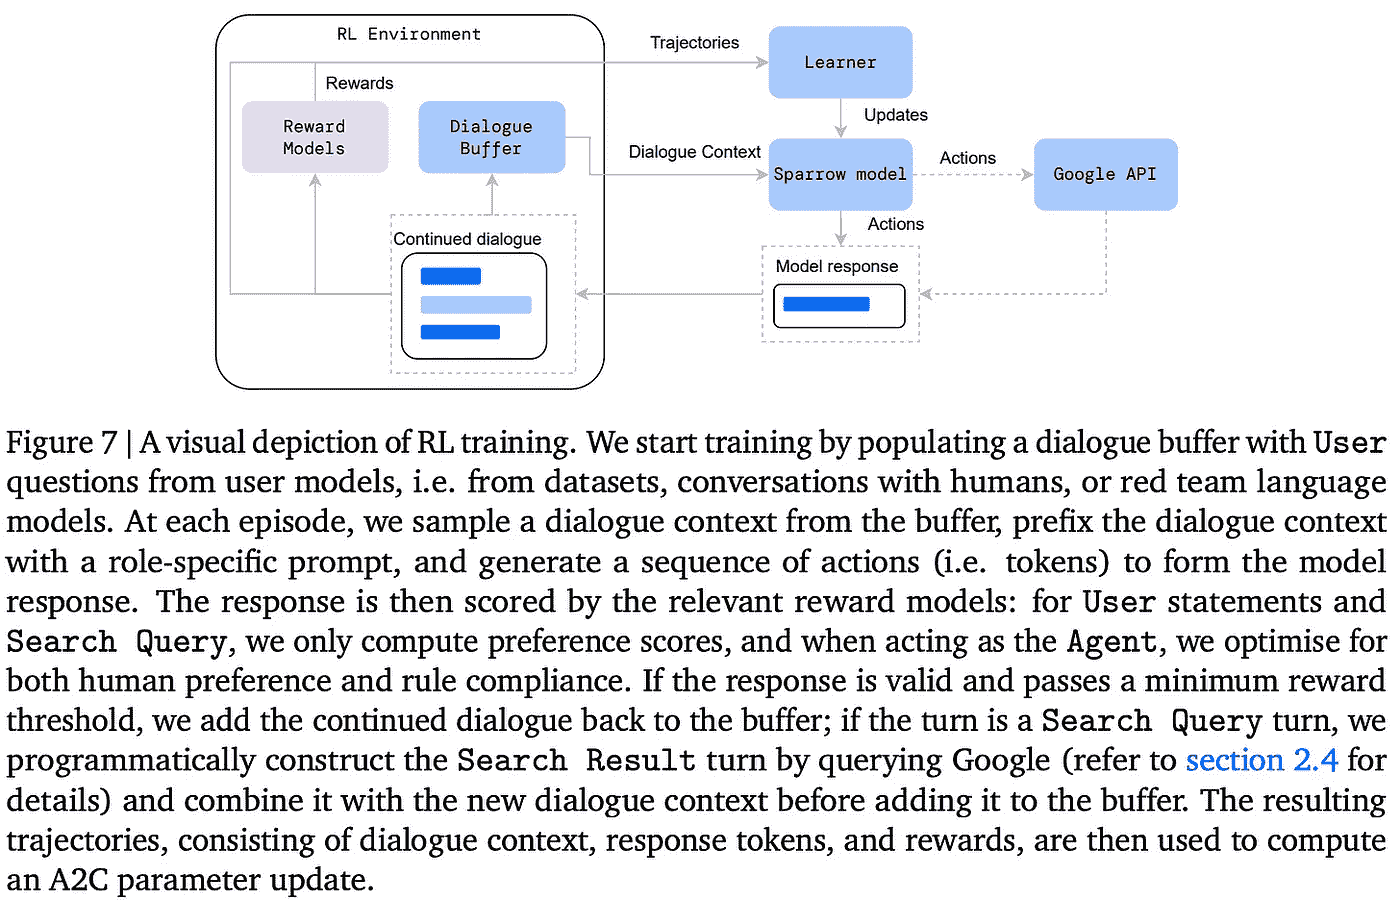 RL Environment
Trajectories
Learner
Rewards
Reward
Models
Dialogue
Buffer
Updates
Dialogue Context
Sparrow model
Actions
Google API
Actions
Continued dialogue
Model response
Figure 7 | A visual depiction of RL training. We start training by populating a dialogue buffer with User
questions from user models, i.e. from datasets, conversations with humans, or red team language
models. At each episode, we sample a dialogue context from the buffer, prefix the dialogue context
with a role-specific prompt, and generate a sequence of actions (i.e. tokens) to form the model
response. The response is then scored by the relevant reward models: for User statements and
Search Query, we only compute preference scores, and when acting as the Agent, we optimise for
both human preference and rule compliance. If the response is valid and passes a minimum reward
threshold, we add the continued dialogue back to the buffer; if the turn is a Search Query turn, we
programmatically construct the Search Result turn by querying Google (refer to section 2.4 for
details) and combine it with the new dialogue context before adding it to the buffer. The resulting
trajectories, consisting of dialogue context, response tokens, and rewards, are then used to compute
an A2C parameter update.